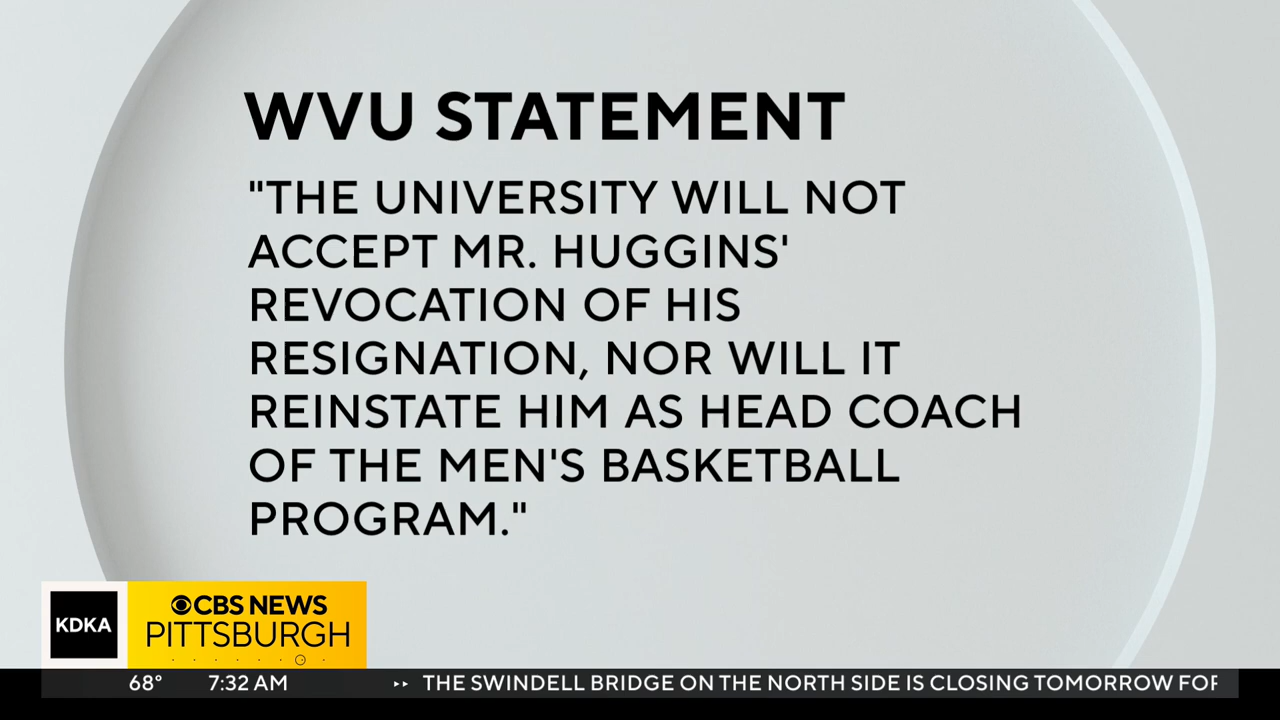 WVU STATEMENT
"THE UNIVERSITY WILL NOT
ACCEPT MR. HUGGINS'
REVOCATION OF HIS
RESIGNATION, NOR WILL IT
REINSTATE HIM AS HEAD COACH
OF THE MEN'S BASKETBALL
PROGRAM."
KDKA
CBS NEWS
PITTSBURGH
68° 7:32 AM THE SWINDELL BRIDGE ON THE NORTH SIDE IS CLOSING TOMORROW